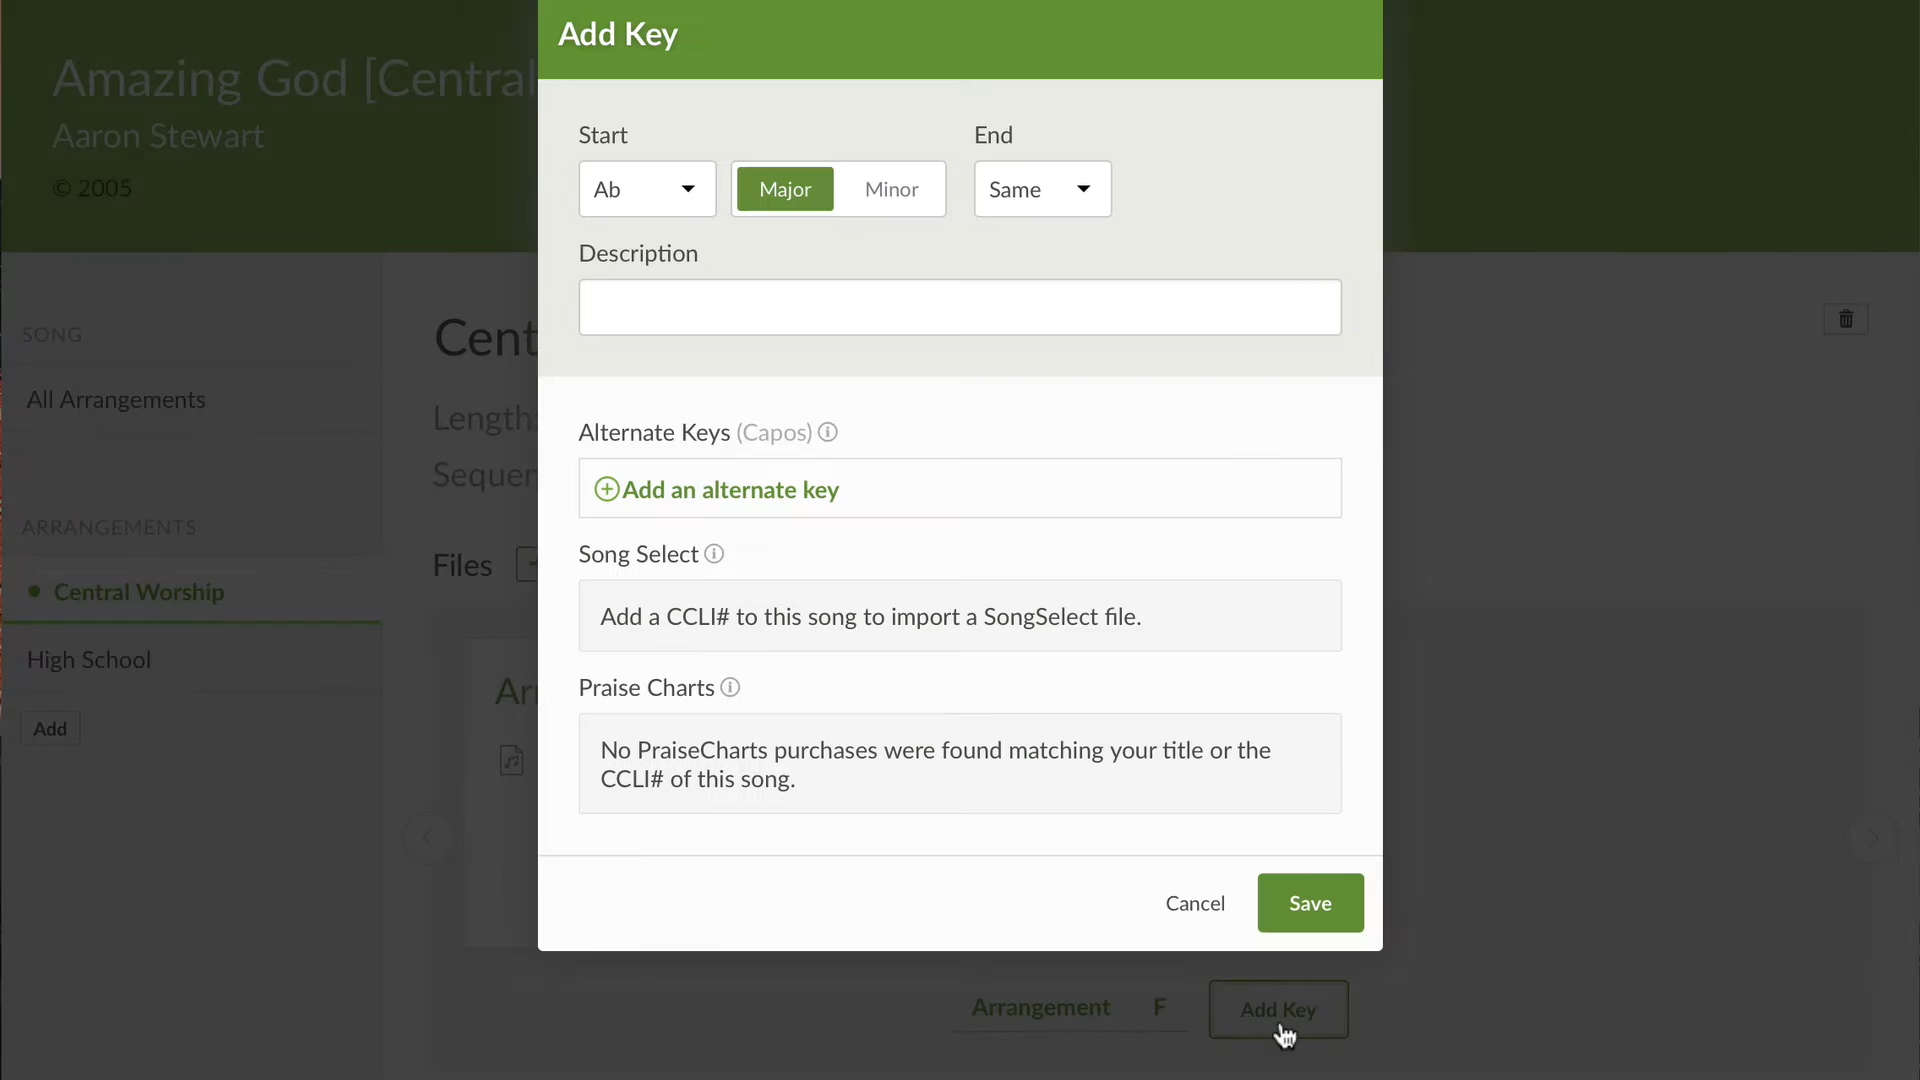 Add Key
Amazing God [Central
Aaron Stewart
© 2005
Start
End
Ab
Major
Minor
Same
Description
SONG
All Arrangements
ARRANGEMENTS
Central Worship
High School
Add
Cent
Length
Sequen
Files
Arr
Alternate Keys (Capos)
Add an alternate key
Song Select
Add a CCLI# to this song to import a SongSelect file.
Praise Charts
No PraiseCharts purchases were found matching your title or the
CCLI# of this song.
Cancel
Save
Arrangement
F
Add Key